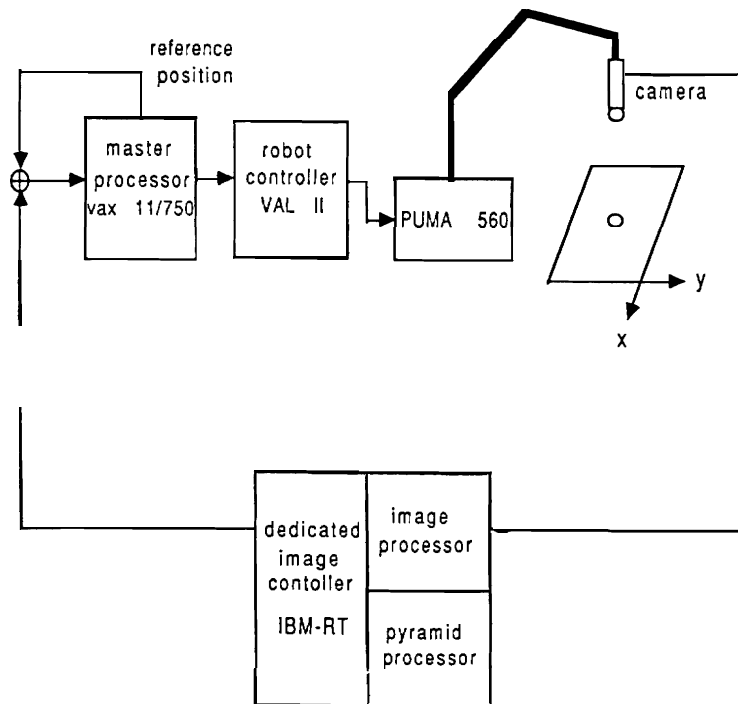 reference
position
camera
master
processor
vax 11/750
robot
controller
VAL II
PUMA 560
y
x
dedicated
image
contoller
IBM-RT
image
processor
pyramid
processor